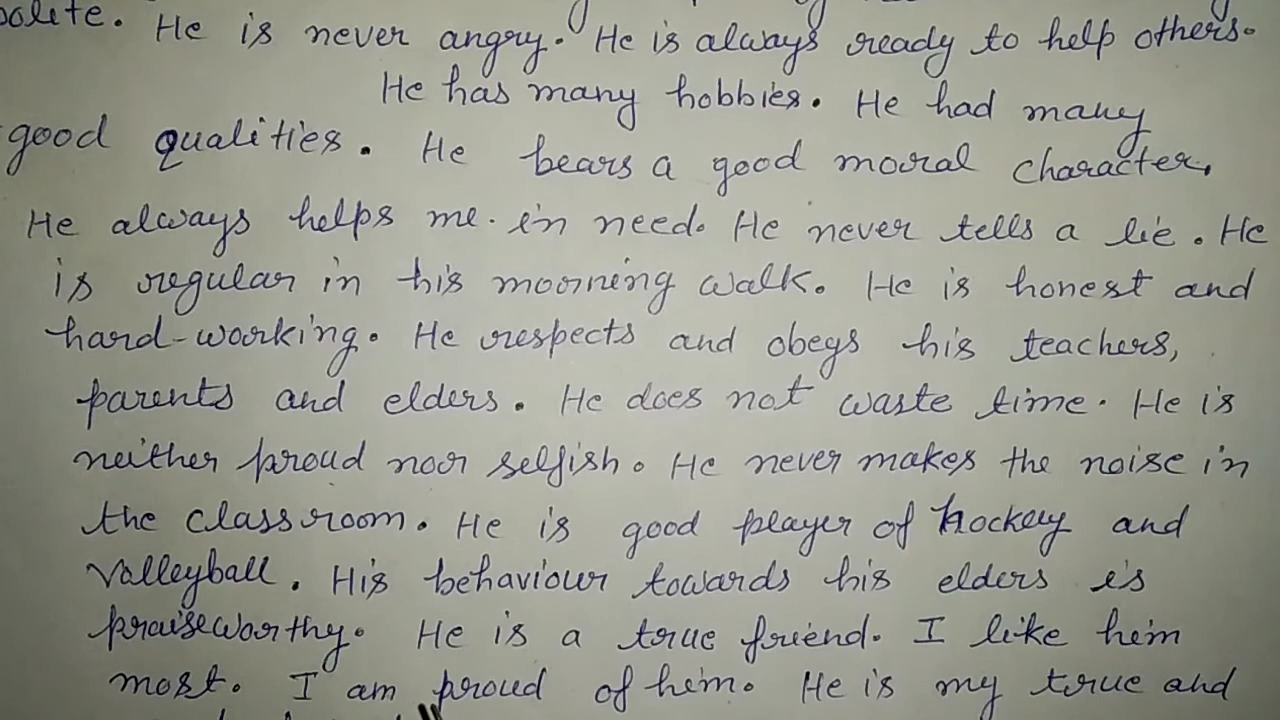 polite. He is never angry. He is always ready to help others.
He has many hobbies. He had many
good qualities. He bears a good moral character.
He always helps me in need. He never tells a lie. He
is regular in his morning walk. He is honest and
hard-working. He respects and obeys his teachers,
parents and elders. He does not waste time. He is
neither proud nor selfish. He never makes the noise in
the classroom. He is good player of hockey and
Valleyball. His behaviour towards his elders is
praiseworthy. He is a true friend. I like him
most. I am proud of him. He is my true and